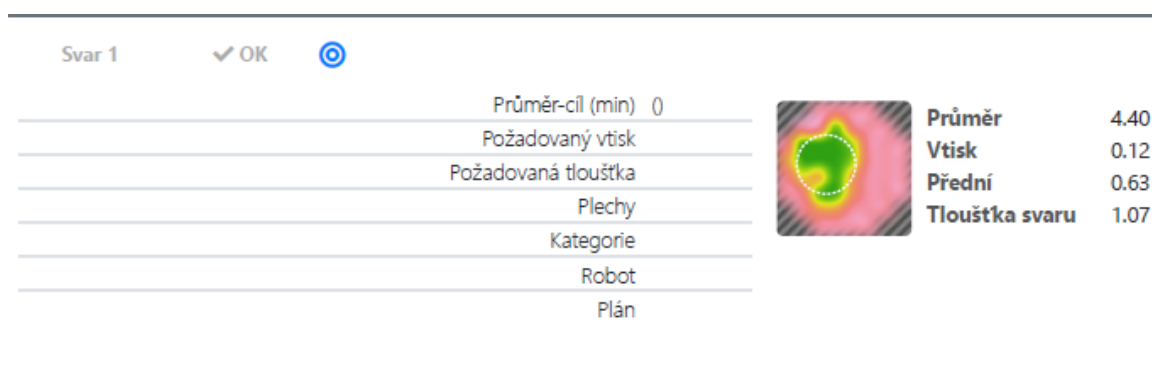 Svar 1 OK
Průměr-cíl (min) ()
Požadovaný vtisk
Požadovaná tloušťka
Plechy
Kategorie
Robot
Plán
Průměr 4.40
Vtisk 0.12
Přední 0.63
Tloušťka svaru 1.07